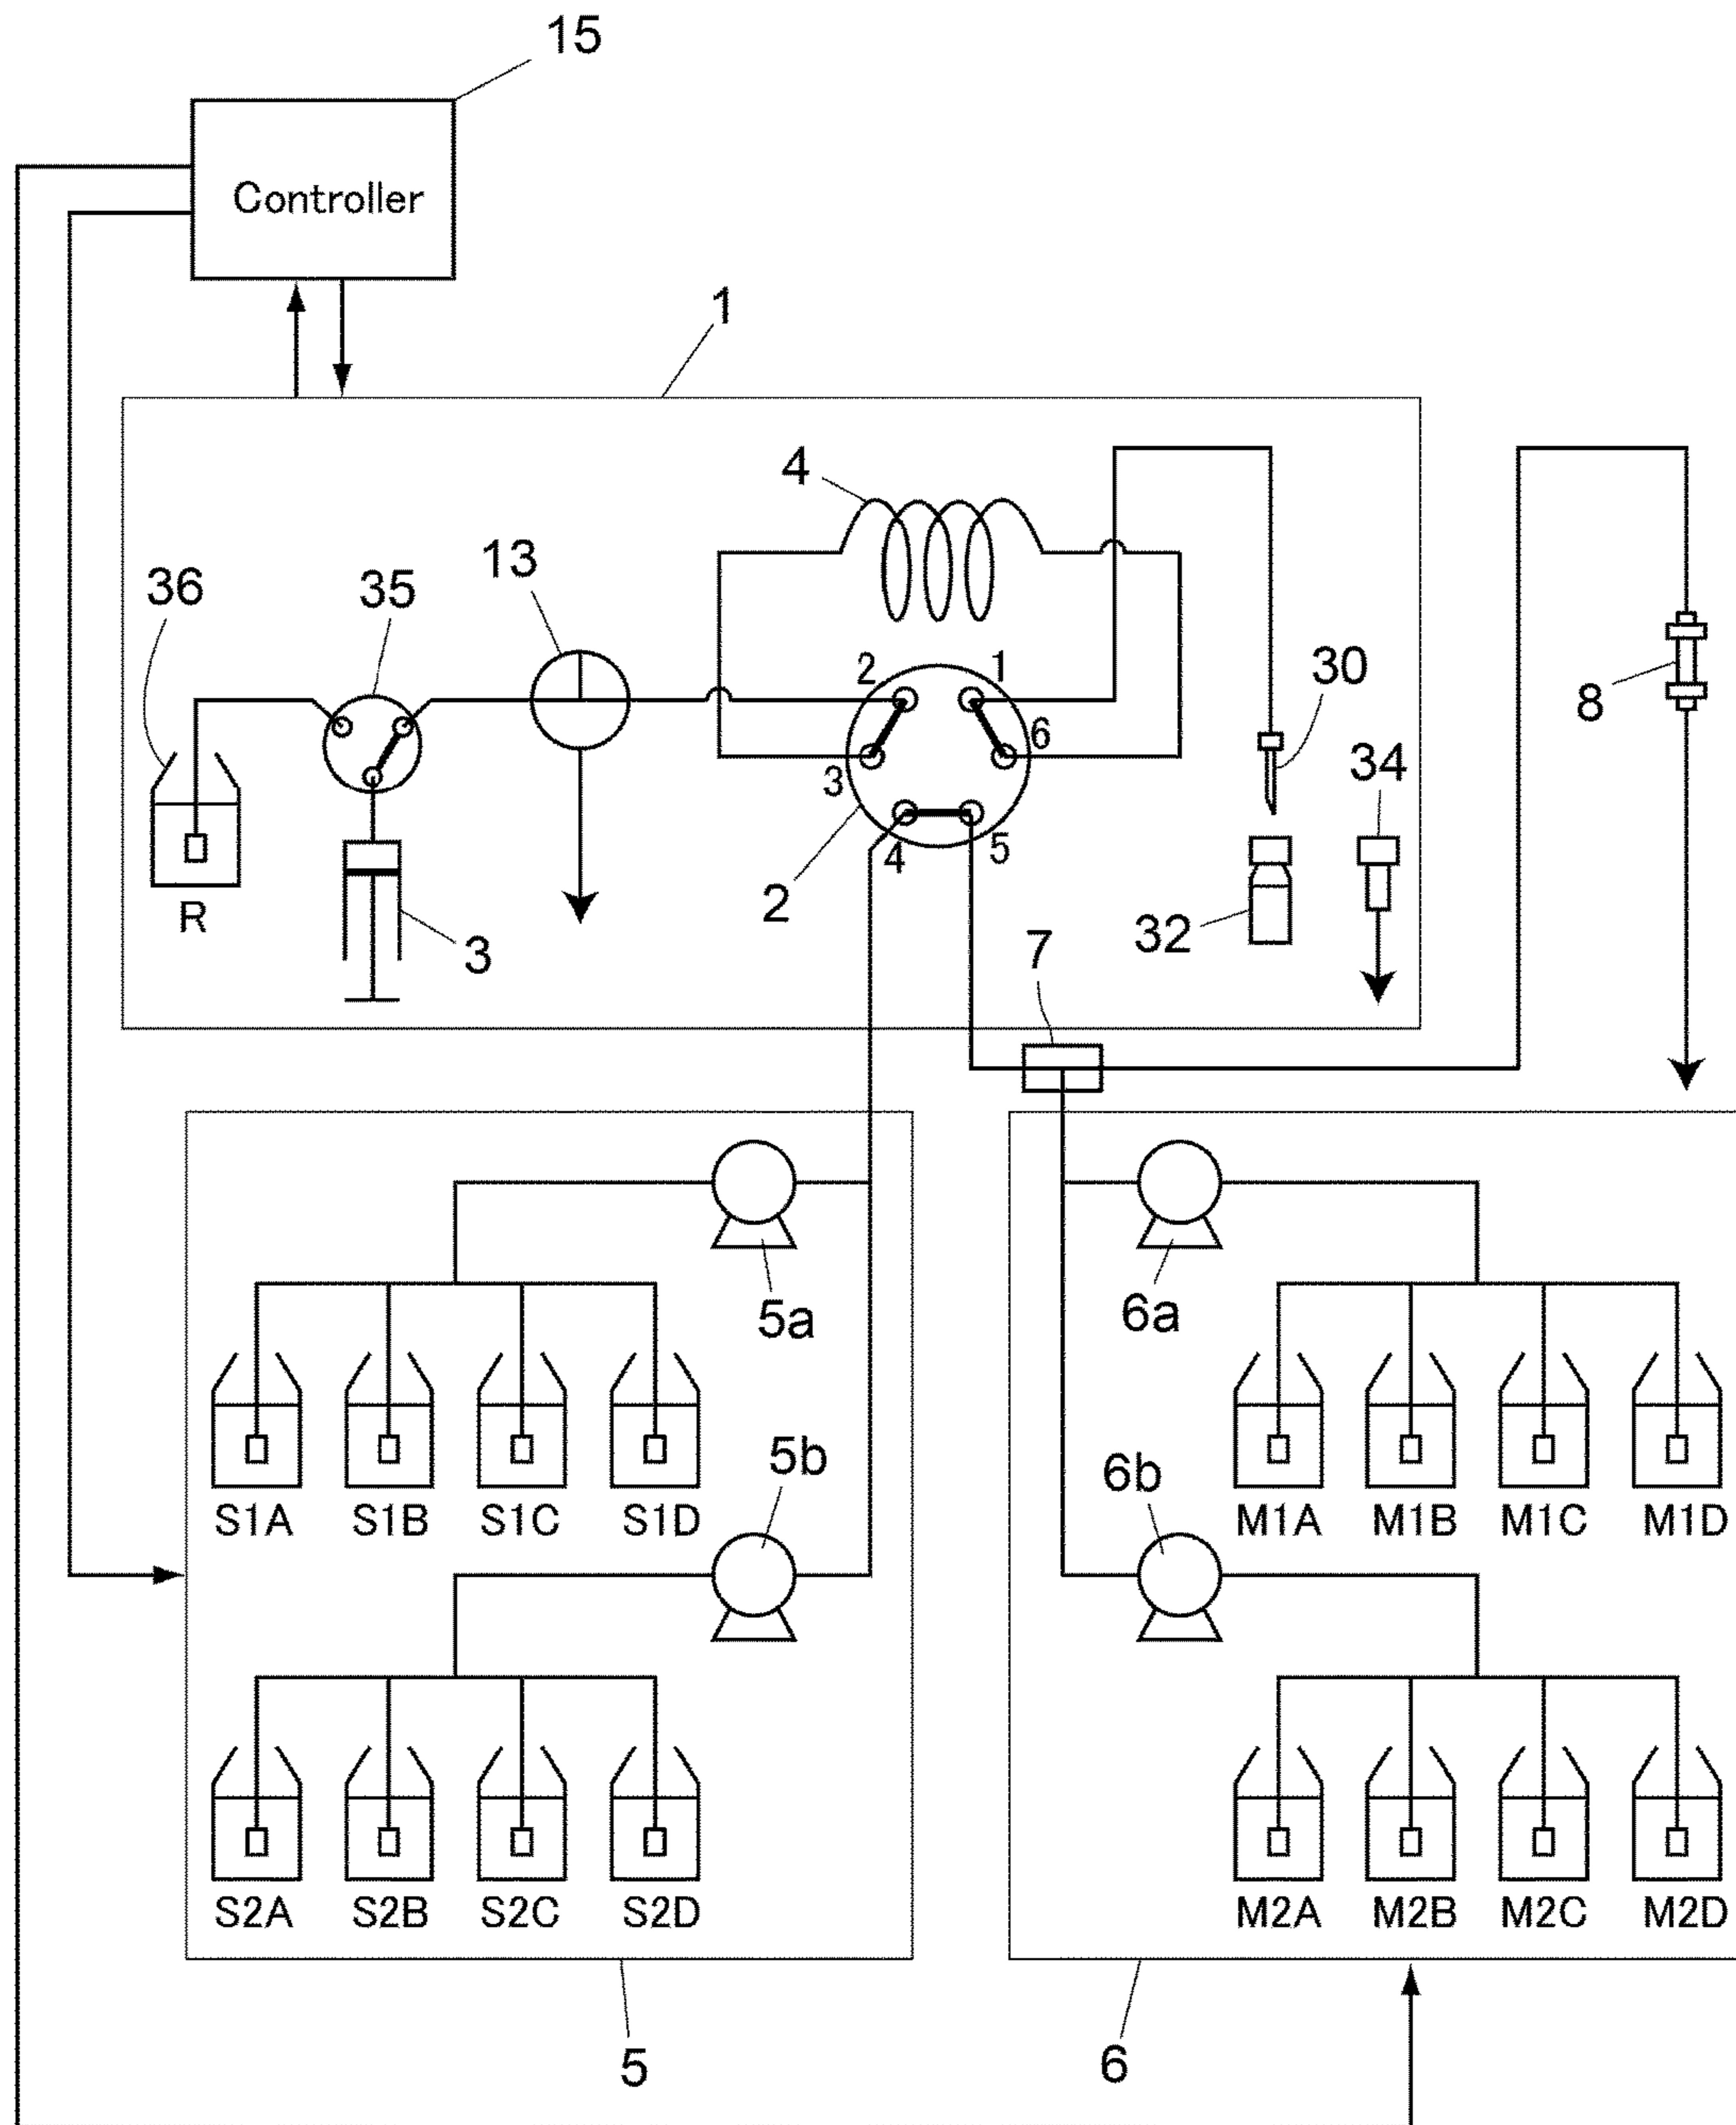 15
Controller
1
4
13
36
35
2
1
30
8
3
6
34
4
5
R
3
2
32
7
5a
6a
S1A S1B S1C S1D
M1A M1B M1C M1D
5b
6b
S2A S2B S2C S2D
M2A M2B M2C M2D
5
6